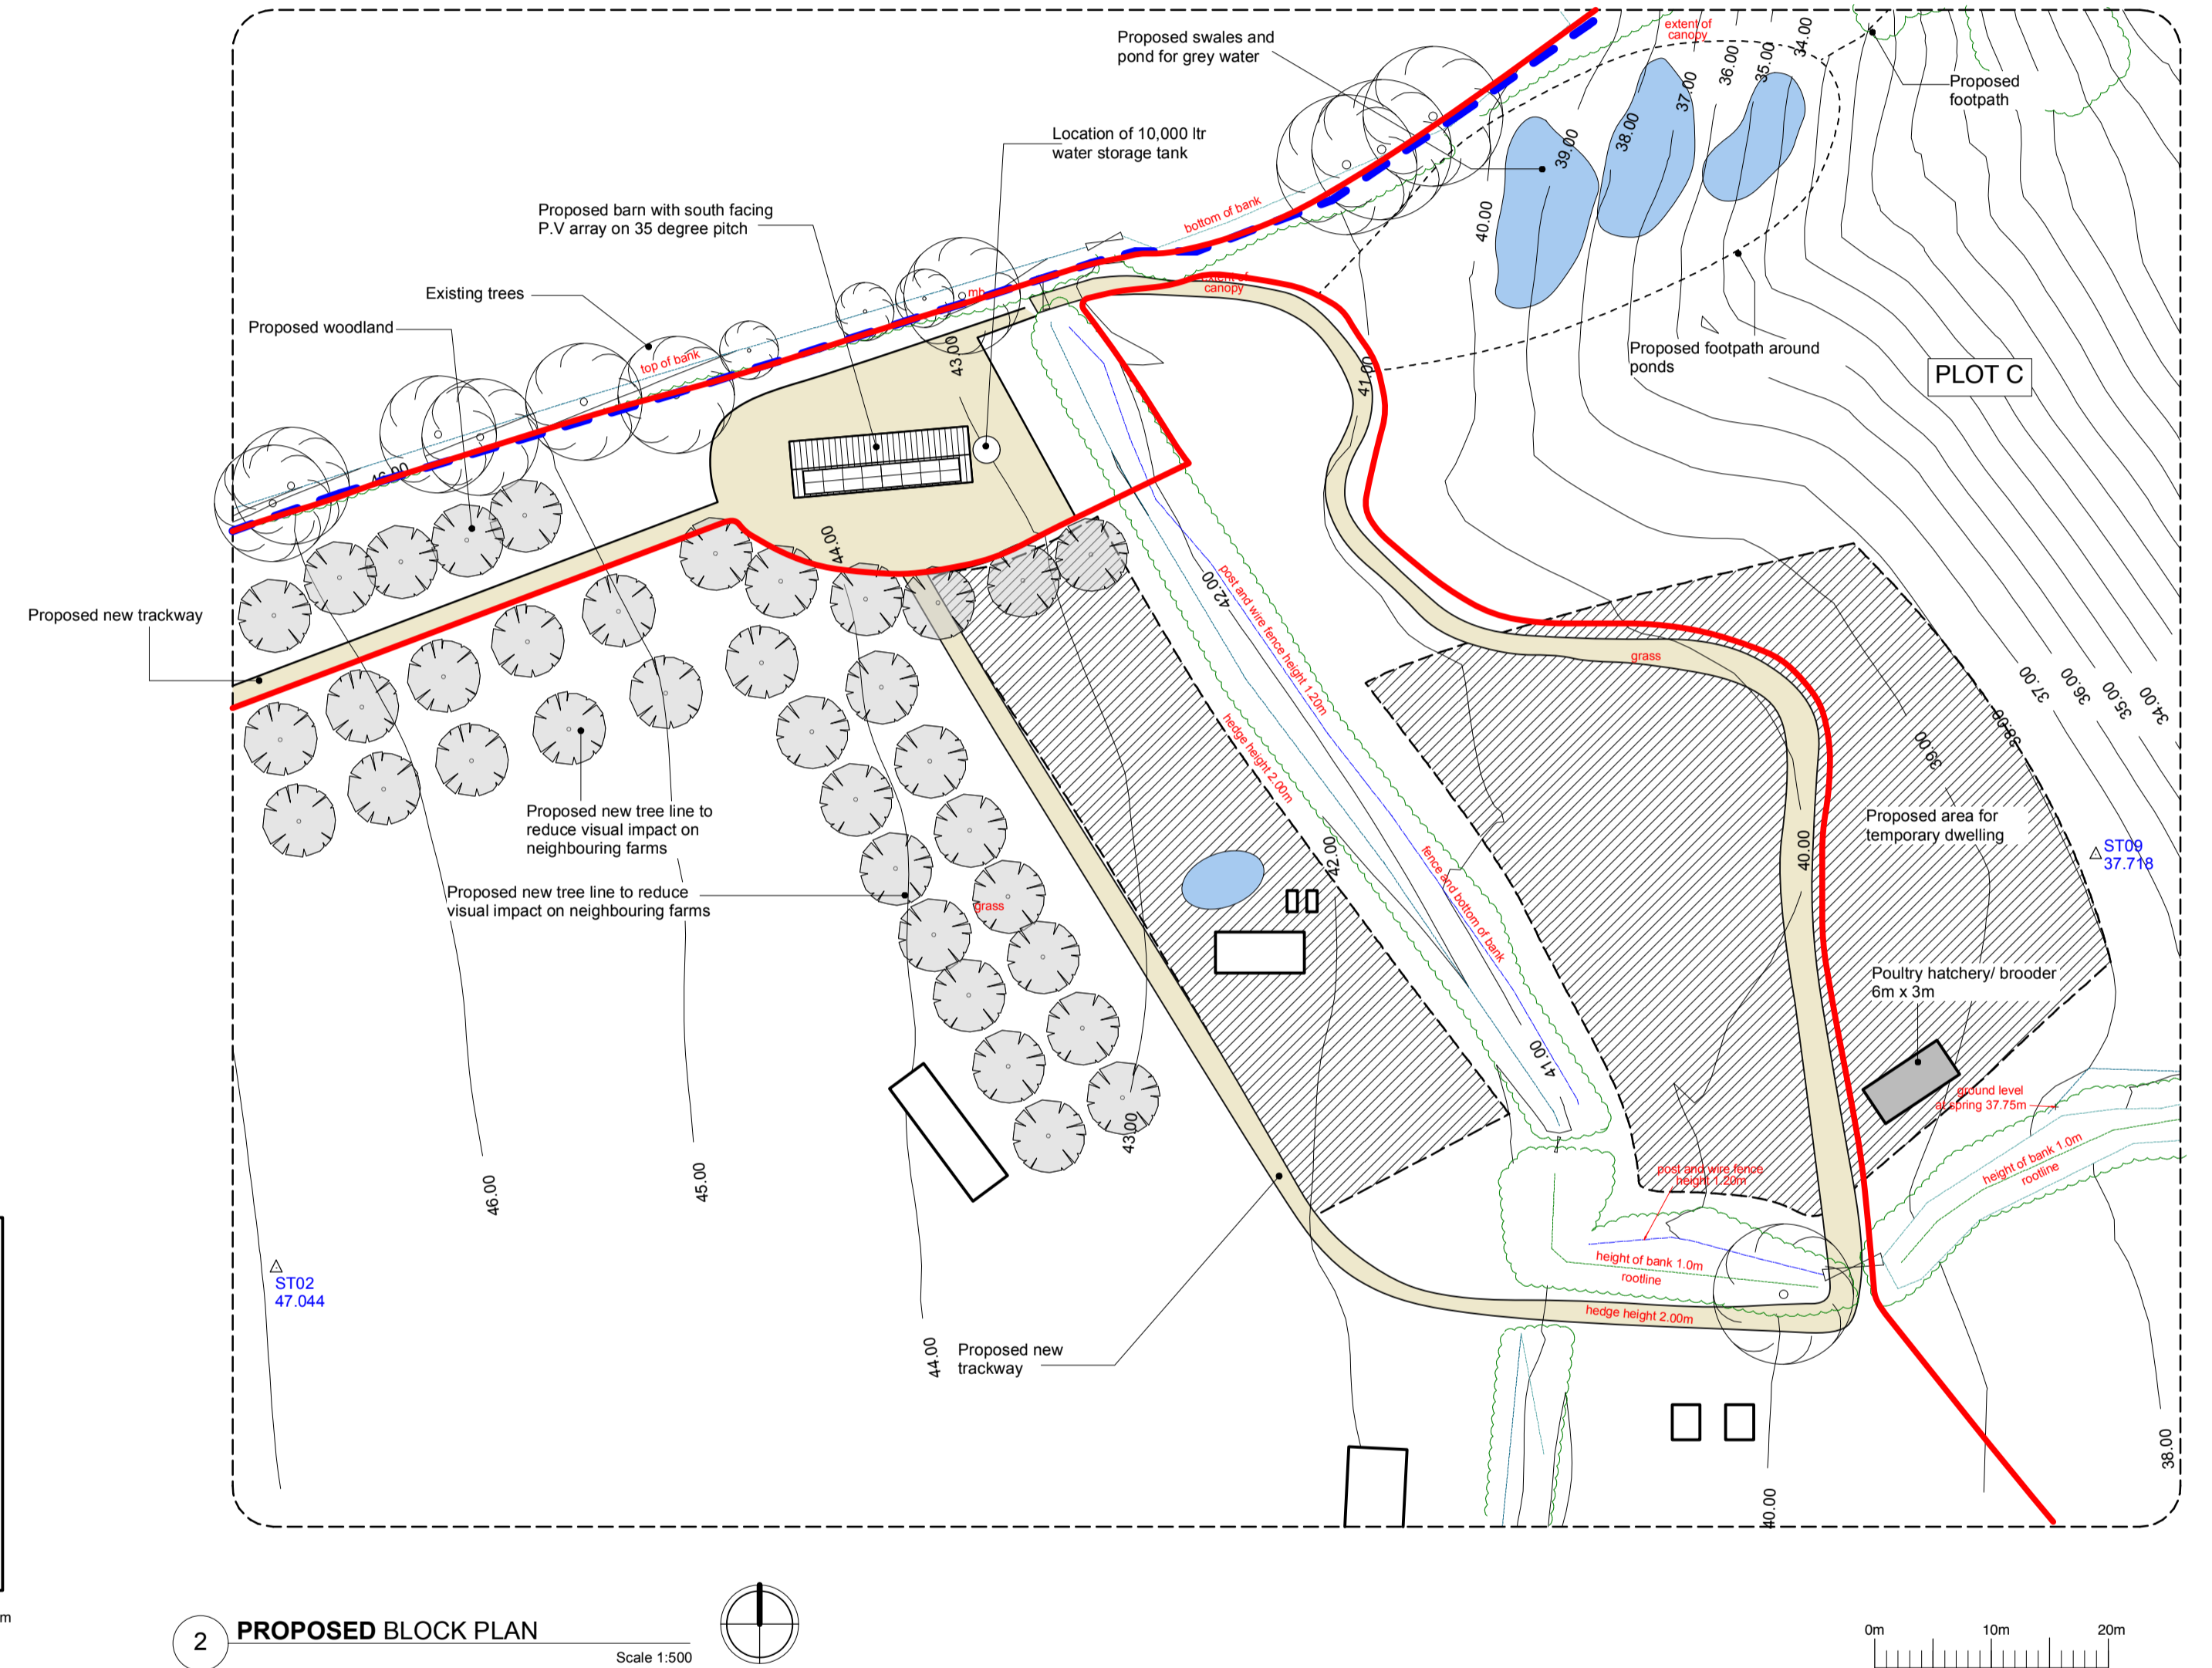 Proposed swales and
pond for grey water
extent of
canopy
34.00
35.00
36.00
37.00
38.00
39.00
40.00
Proposed
footpath
Location of 10,000 ltr
water storage tank
Proposed barn with south facing
P.V array on 35 degree pitch
bottom of bank
Existing trees
mh
extent of
canopy
Proposed woodland
top of bank
43.00
41.00
Proposed footpath around
ponds
PLOT C
46.00
44.00
42.00
post and wire fence height 1.20m
Proposed new trackway
grass
37.00
36.00
35.00
34.00
38.00
39.00
hedge height 2.00m
Proposed new tree line to
reduce visual impact on
neighbouring farms
Proposed area for
temporary dwelling
ST09
37.718
42.00
40.00
fence and bottom of bank
Proposed new tree line to reduce
visual impact on neighbouring farms
grass
Poultry hatchery/ brooder
6m x 3m
41.00
ground level
at spring 37.75m
43.00
height of bank 1.0m
rootline
post and wire fence
height 1.20m
46.00
45.00
height of bank 1.0m
rootline
ST02
47.044
hedge height 2.00m
44.00
Proposed new
trackway
38.00
40.00
m
2
PROPOSED BLOCK PLAN
Scale 1:500
0m 10m 20m